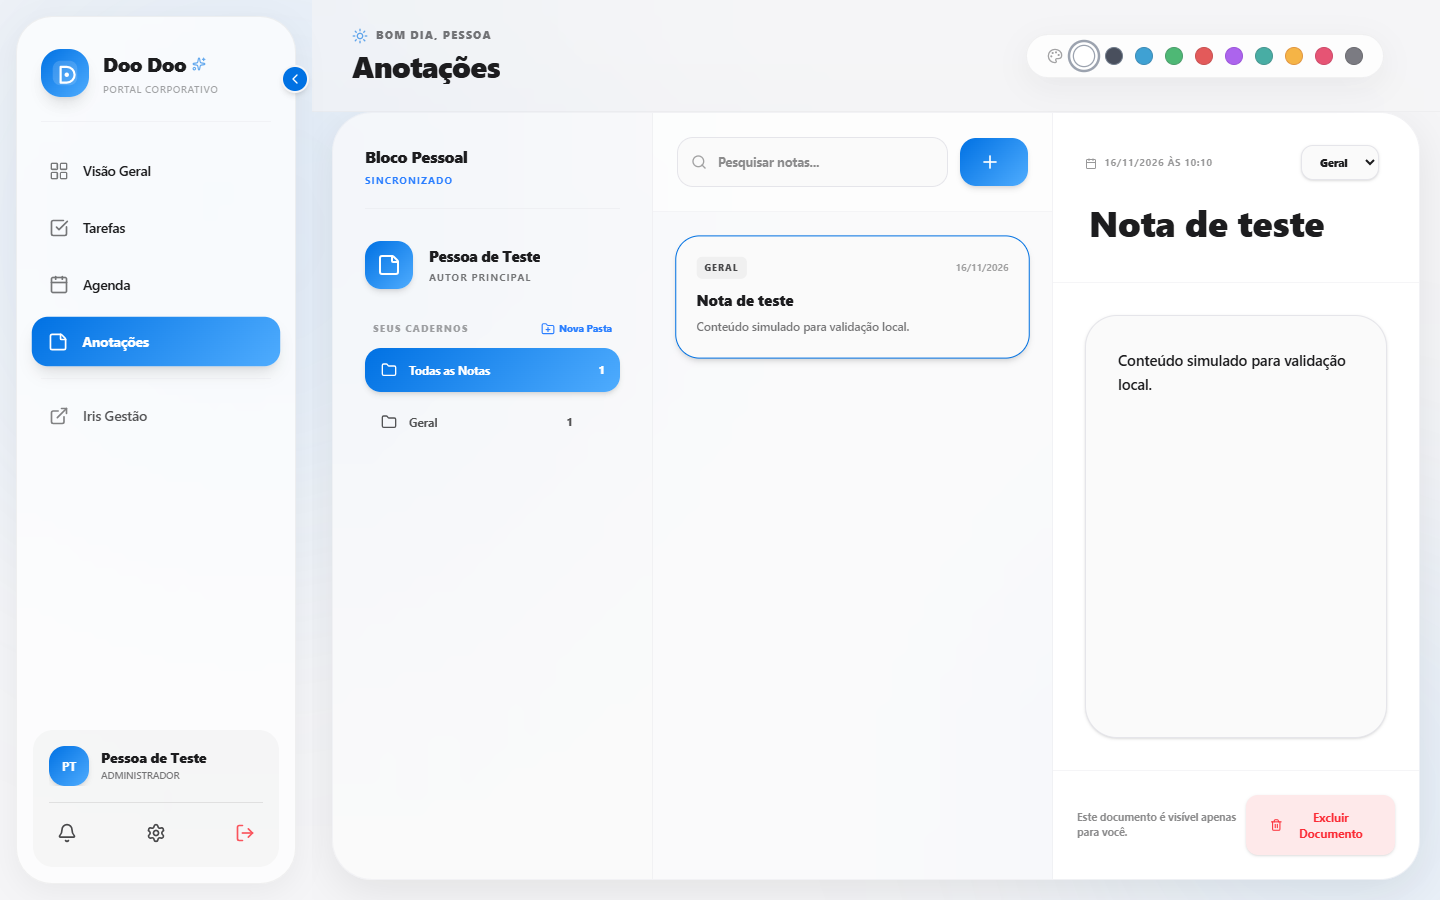 Doo Doo
PORTAL CORPORATIVO
Visão Geral
Tarefas
Agenda
Anotações
Iris Gestão
PT
Pessoa de Teste
ADMINISTRADOR
BOM DIA, PESSOA
Anotações
Bloco Pessoal
SINCRONIZADO
Pessoa de Teste
AUTOR PRINCIPAL
SEUS CADERNOS
Nova Pasta
Todas as Notas 1
Geral 1
Pesquisar notas...
GERAL 16/11/2026
Nota de teste
Conteúdo simulado para validação local.
16/11/2026 ÀS 10:10
Geral
Nota de teste
Conteúdo simulado para validação
local.
Este documento é visível apenas
para você.
Excluir
Documento